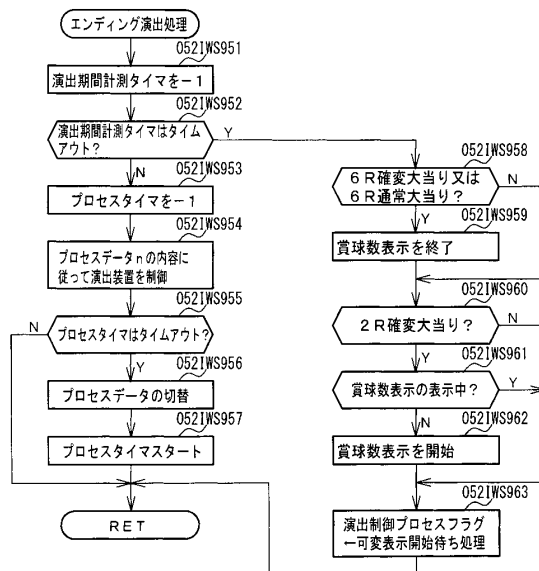 エンディング演出処理
052IWS951
演出期間計測タイマを－1
052IWS952
演出期間計測タイマはタイム
アウト?
Y
N
052IWS953
プロセスタイマを－1
052IWS954
プロセスデータnの内容に
従って演出装置を制御
052IWS955
N
プロセスタイマはタイムアウト?
Y
052IWS956
プロセスデータの切替
052IWS957
プロセスタイマスタート
RET
052IWS958
6R確変大当り又は
6R通常大当り?
N
Y
052IWS959
賞球数表示を終了
052IWS960
2R確変大当り?
N
Y
052IWS961
賞球数表示の表示中?
Y
N
052IWS962
賞球数表示を開始
052IWS963
演出制御プロセスフラグ
←可変表示開始待ち処理